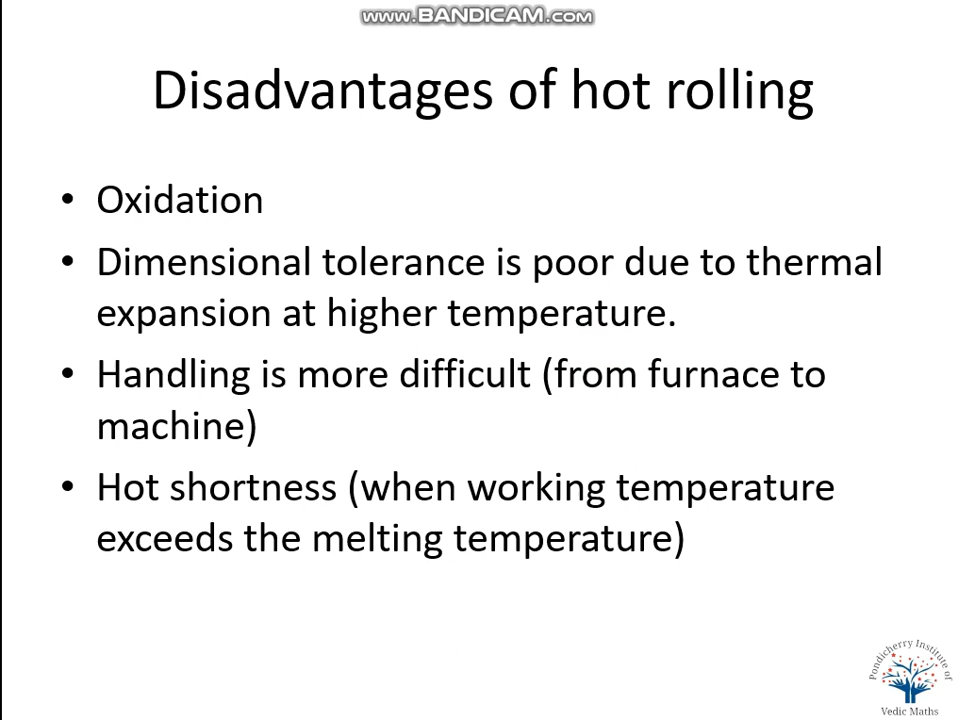 www.BANDICAM.com
Disadvantages of hot rolling
• Oxidation
• Dimensional tolerance is poor due to thermal
expansion at higher temperature.
• Handling is more difficult (from furnace to
machine)
• Hot shortness (when working temperature
exceeds the melting temperature)
Pondicherry Institute of
Vedic Maths